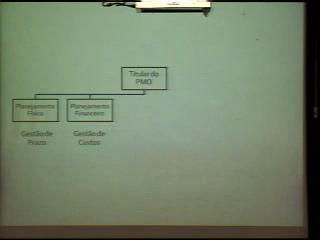 Titular do
PMO
Planejamento
Físico
Planejamento
Financeiro
Gestão de
Prazo
Gestão de
Custos